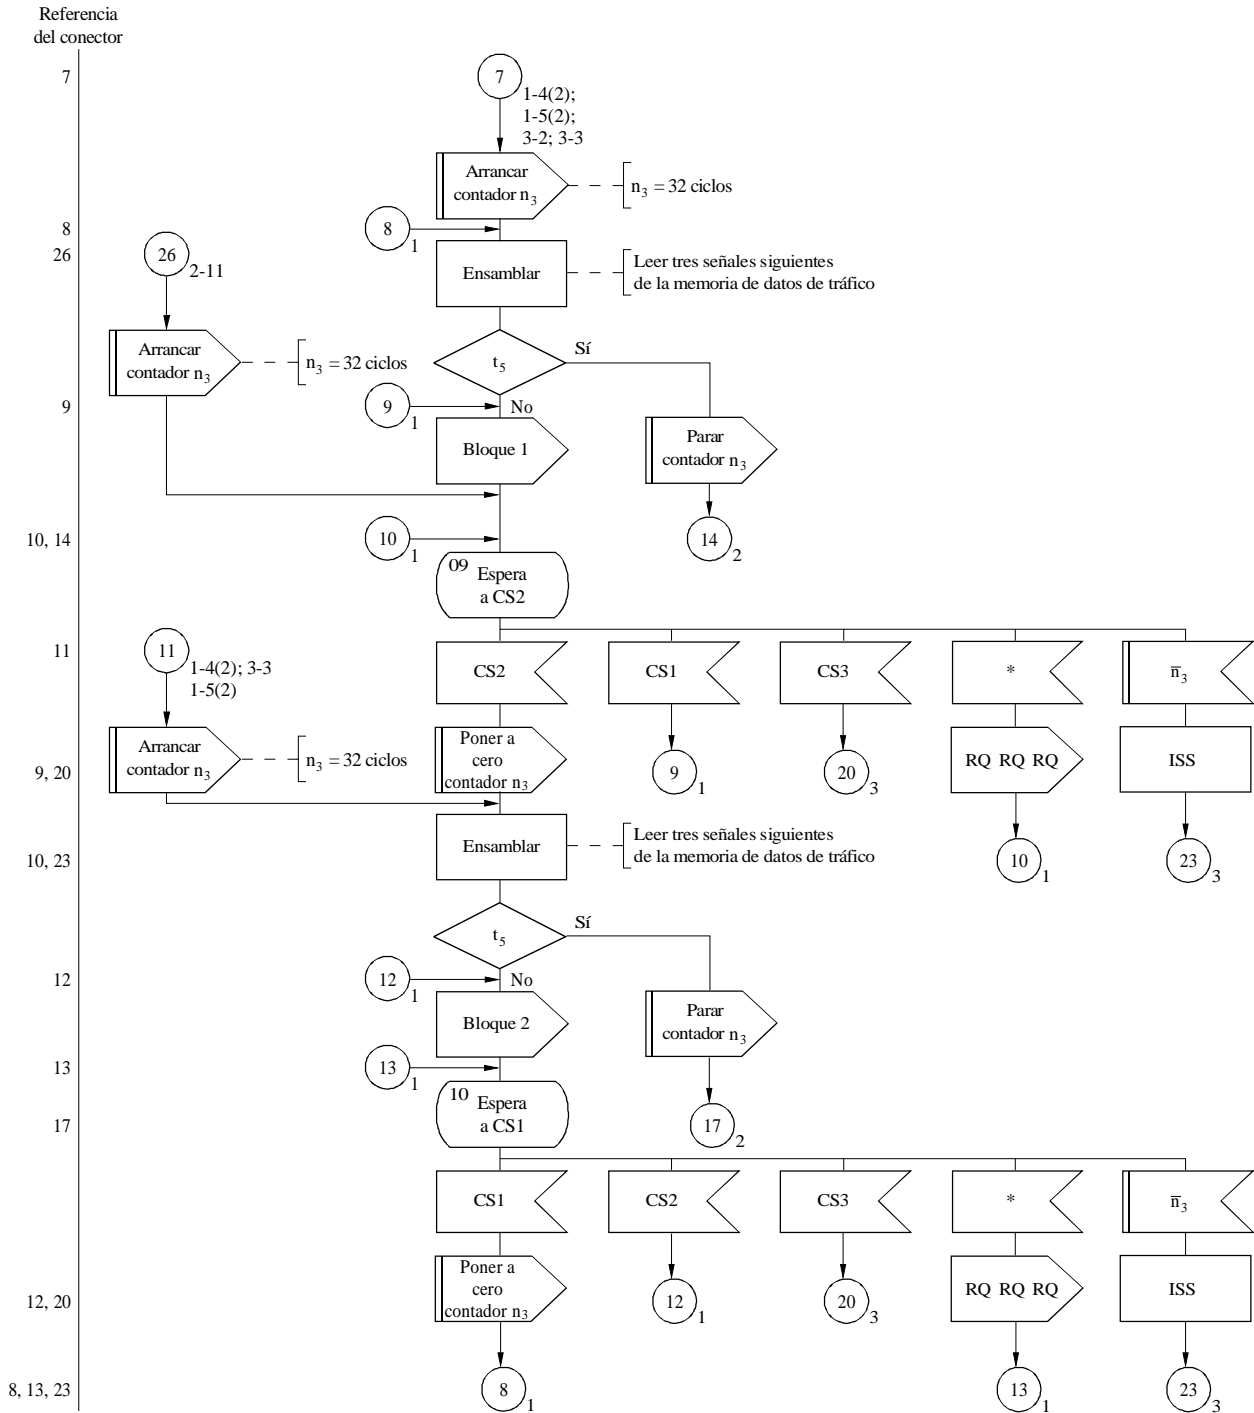 Referencia
del conector
7
7
1-4(2);
1-5(2);
3-2; 3-3
Arrancar
contador n3
n3 = 32 ciclos
8
8
1
26
26
2-11
Ensamblar
Leer tres señales siguientes
de la memoria de datos de tráfico
Arrancar
contador n3
n3 = 32 ciclos
t5
Sí
9
9
1
No
Bloque 1
Parar
contador n3
10, 14
10
1
14
2
09
Espera
a CS2
11
11
1-4(2); 3-3
1-5(2)
CS2
CS1
CS3
*
n̅3
Arrancar
contador n3
n3 = 32 ciclos
Poner a
cero
contador n3
9, 20
9
1
20
3
RQ RQ RQ
ISS
Ensamblar
Leer tres señales siguientes
de la memoria de datos de tráfico
10, 23
10
1
23
3
t5
Sí
12
12
1
No
Bloque 2
Parar
contador n3
13
13
1
10
Espera
a CS1
17
17
2
CS1
CS2
CS3
*
n̅3
Poner a
cero
contador n3
12, 20
12
1
20
3
RQ RQ RQ
ISS
8, 13, 23
8
1
13
1
23
3